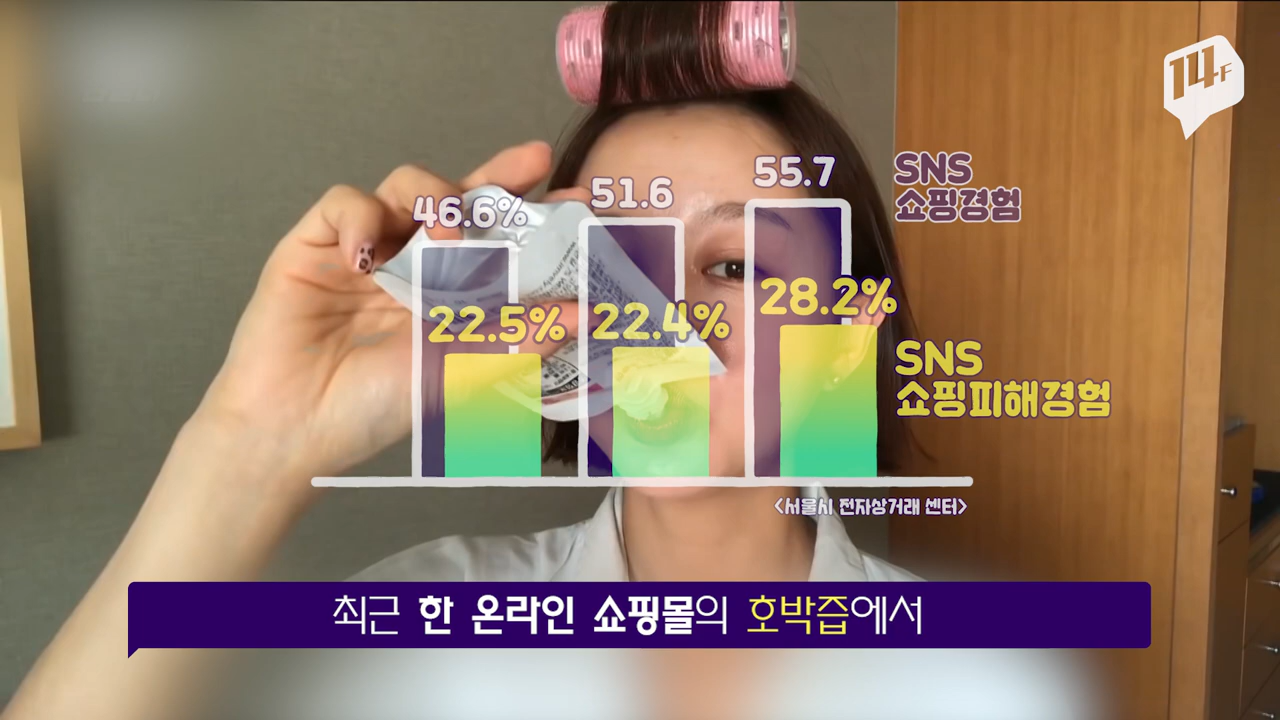 14F
46.6%
51.6
55.7
SNS
쇼핑경험
22.5%
22.4%
28.2%
SNS
쇼핑피해경험
<서울시 전자상거래 센터>
최근 한 온라인 쇼핑몰의 호박즙에서